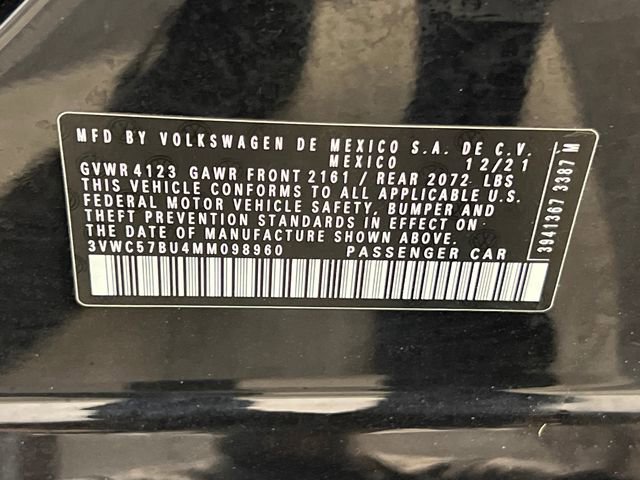 MFD BY VOLKSWAGEN DE MEXICO S.A. DE C.V.
MEXICO 12/21
GVWR 4123 GAWR FRONT 2161 / REAR 2072 LBS
THIS VEHICLE CONFORMS TO ALL APPLICABLE U.S.
FEDERAL MOTOR VEHICLE SAFETY, BUMPER AND
THEFT PREVENTION STANDARDS IN EFFECT ON
THE DATE OF MANUFACTURE SHOWN ABOVE.
3VWC57BU4MM098960 PASSENGER CAR
3941367 3387 M